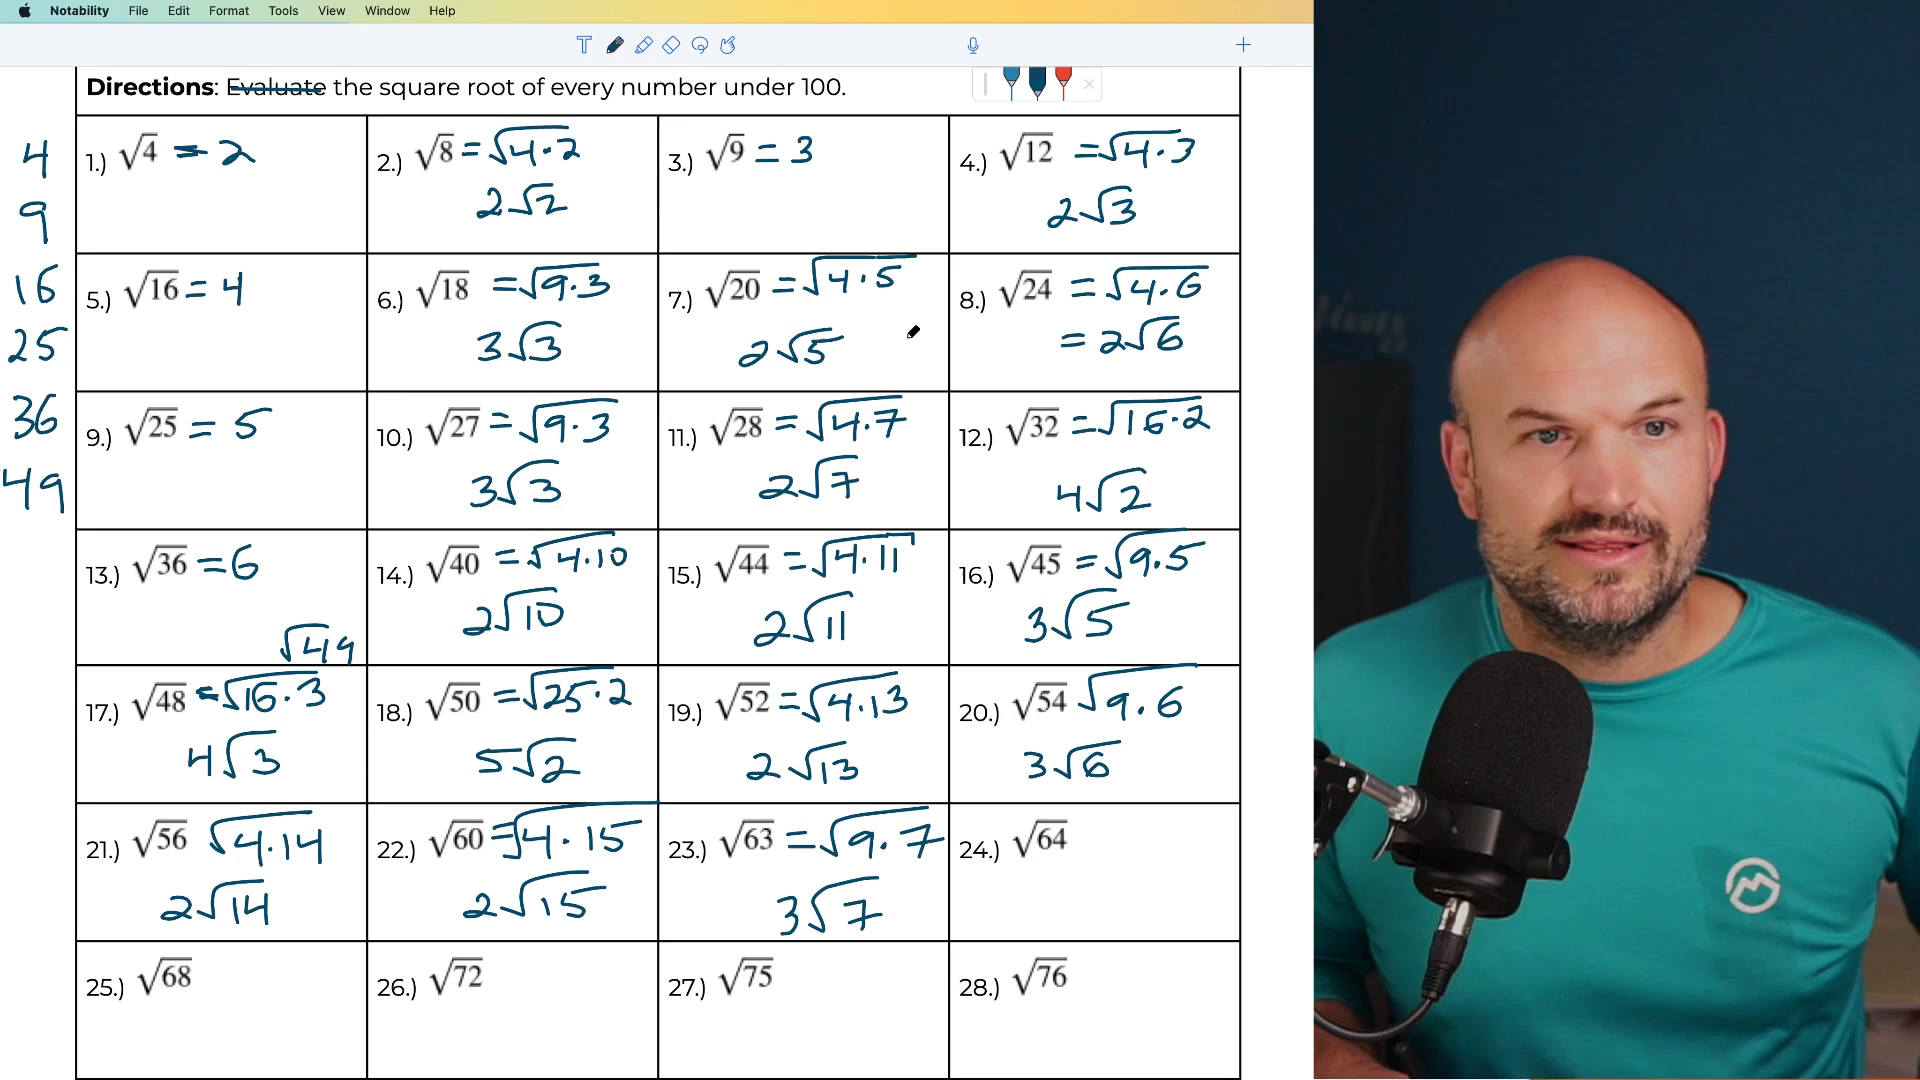 Notability File Edit Format Tools View Window Help
Directions: Evaluate the square root of every number under 100.
4
9
16
25
36
49
1.) √4 = 2
2.) √8 = √4·2
2√2
3.) √9 = 3
4.) √12 = √4·3
2√3
5.) √16 = 4
6.) √18 = √9·3
3√3
7.) √20 = √4·5
2√5
8.) √24 = √4·6
= 2√6
9.) √25 = 5
10.) √27 = √9·3
3√3
11.) √28 = √4·7
2√7
12.) √32 = √16·2
4√2
13.) √36 = 6
√49
14.) √40 = √4·10
2√10
15.) √44 = √4·11
2√11
16.) √45 = √9·5
3√5
17.) √48 = √16·3
4√3
18.) √50 = √25·2
5√2
19.) √52 = √4·13
2√13
20.) √54 √9·6
3√6
21.) √56 √4·14
2√14
22.) √60 = √4·15
2√15
23.) √63 = √9·7
3√7
24.) √64
25.) √68
26.) √72
27.) √75
28.) √76